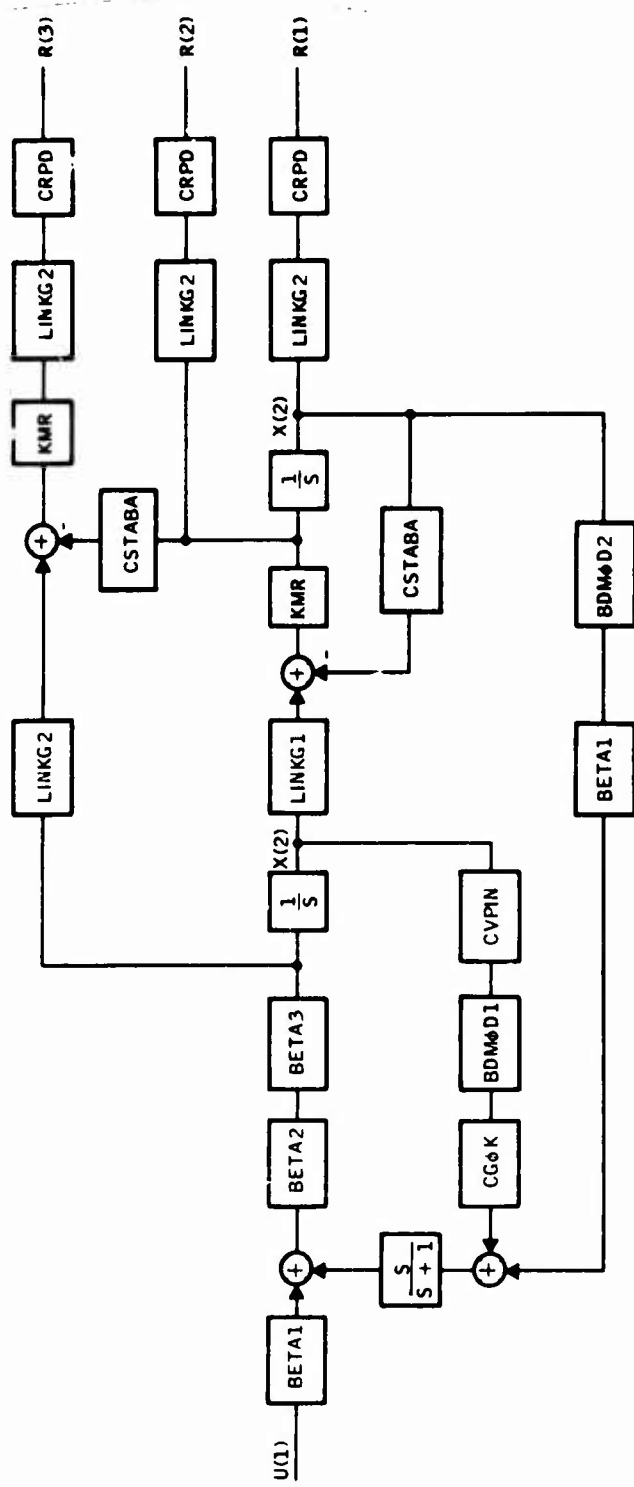 R(3)
CRPD
LINKG2
KMR
+
-
CSTABA
LINKG2
R(2)
CRPD
LINKG2
R(1)
CRPD
LINKG2
X(2)
1
S
KMR
+
-
CSTABA
LINKG1
X(2)
1
S
BETA3
BETA2
+
BETA1
U(1)
S
S + 1
+
CGϕK
BDMϕD1
CVPIN
BETA1
BDMϕD2